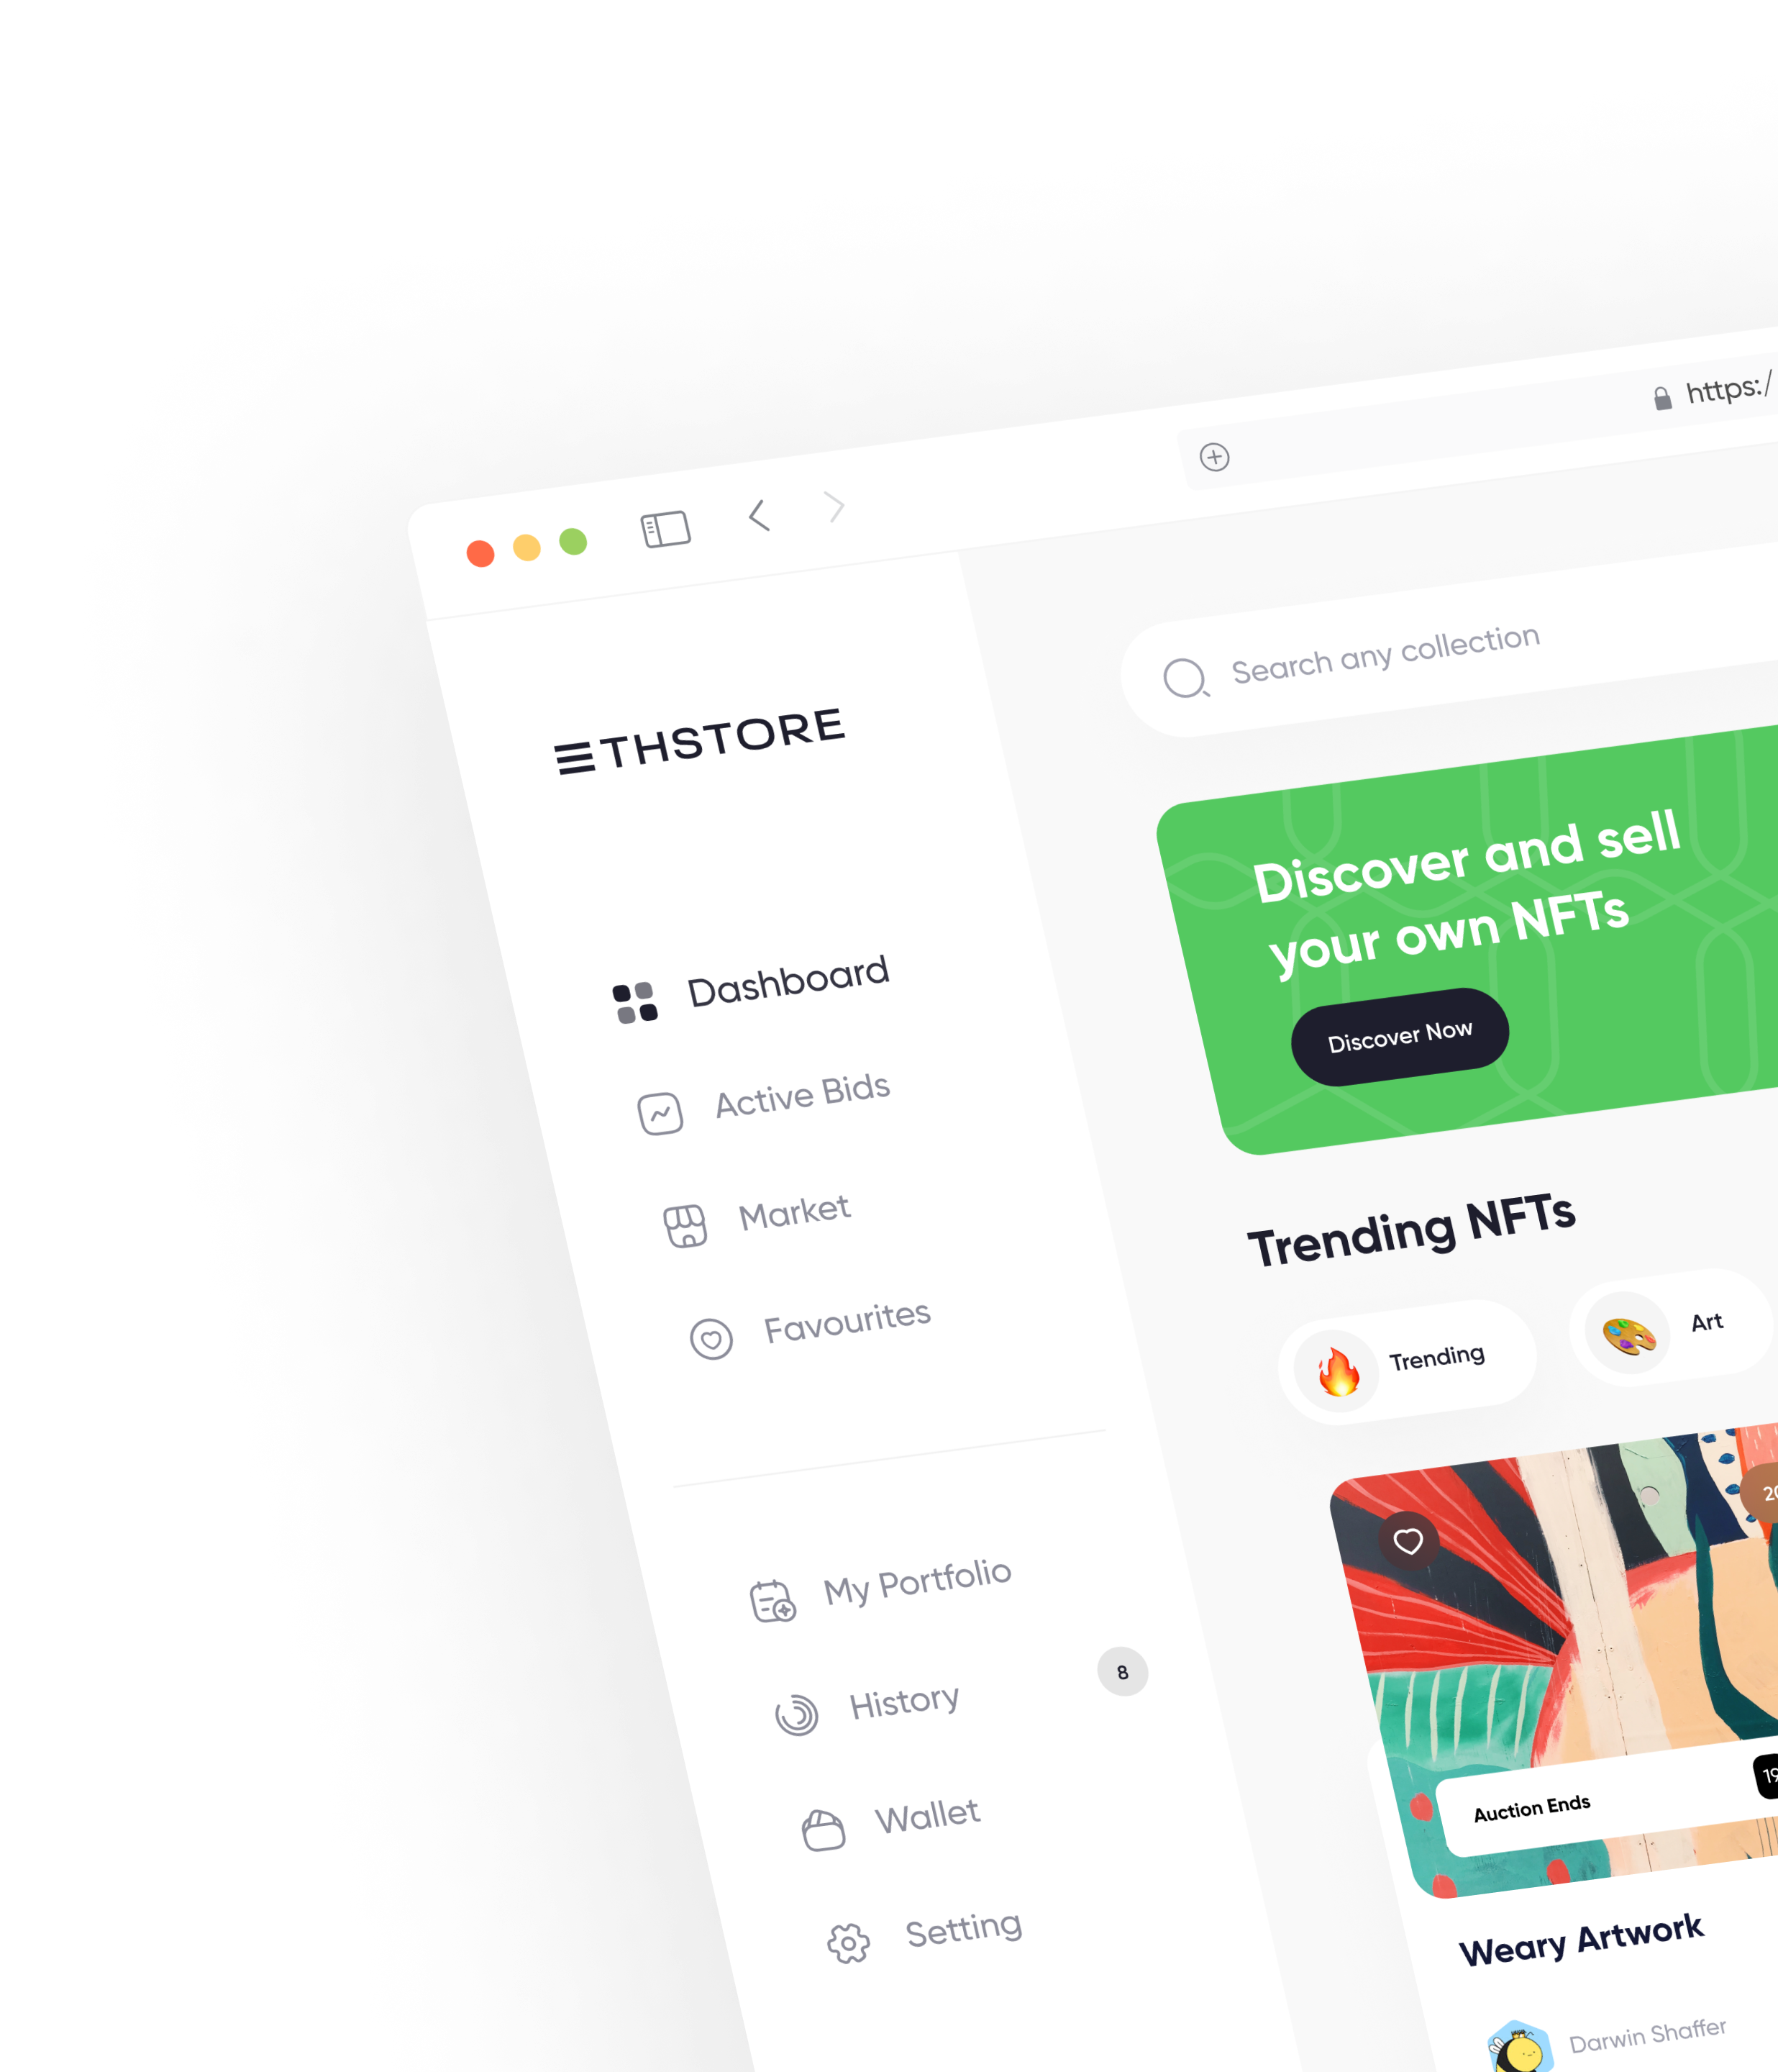 https:/
Search any collection
ΞTHSTORE
Discover and sell
your own NFTs
Discover Now
Dashboard
Active Bids
Market
Favourites
My Portfolio
History
8
Wallet
Setting
Trending NFTs
Trending
Art
Auction Ends
Weary Artwork
Darwin Shaffer